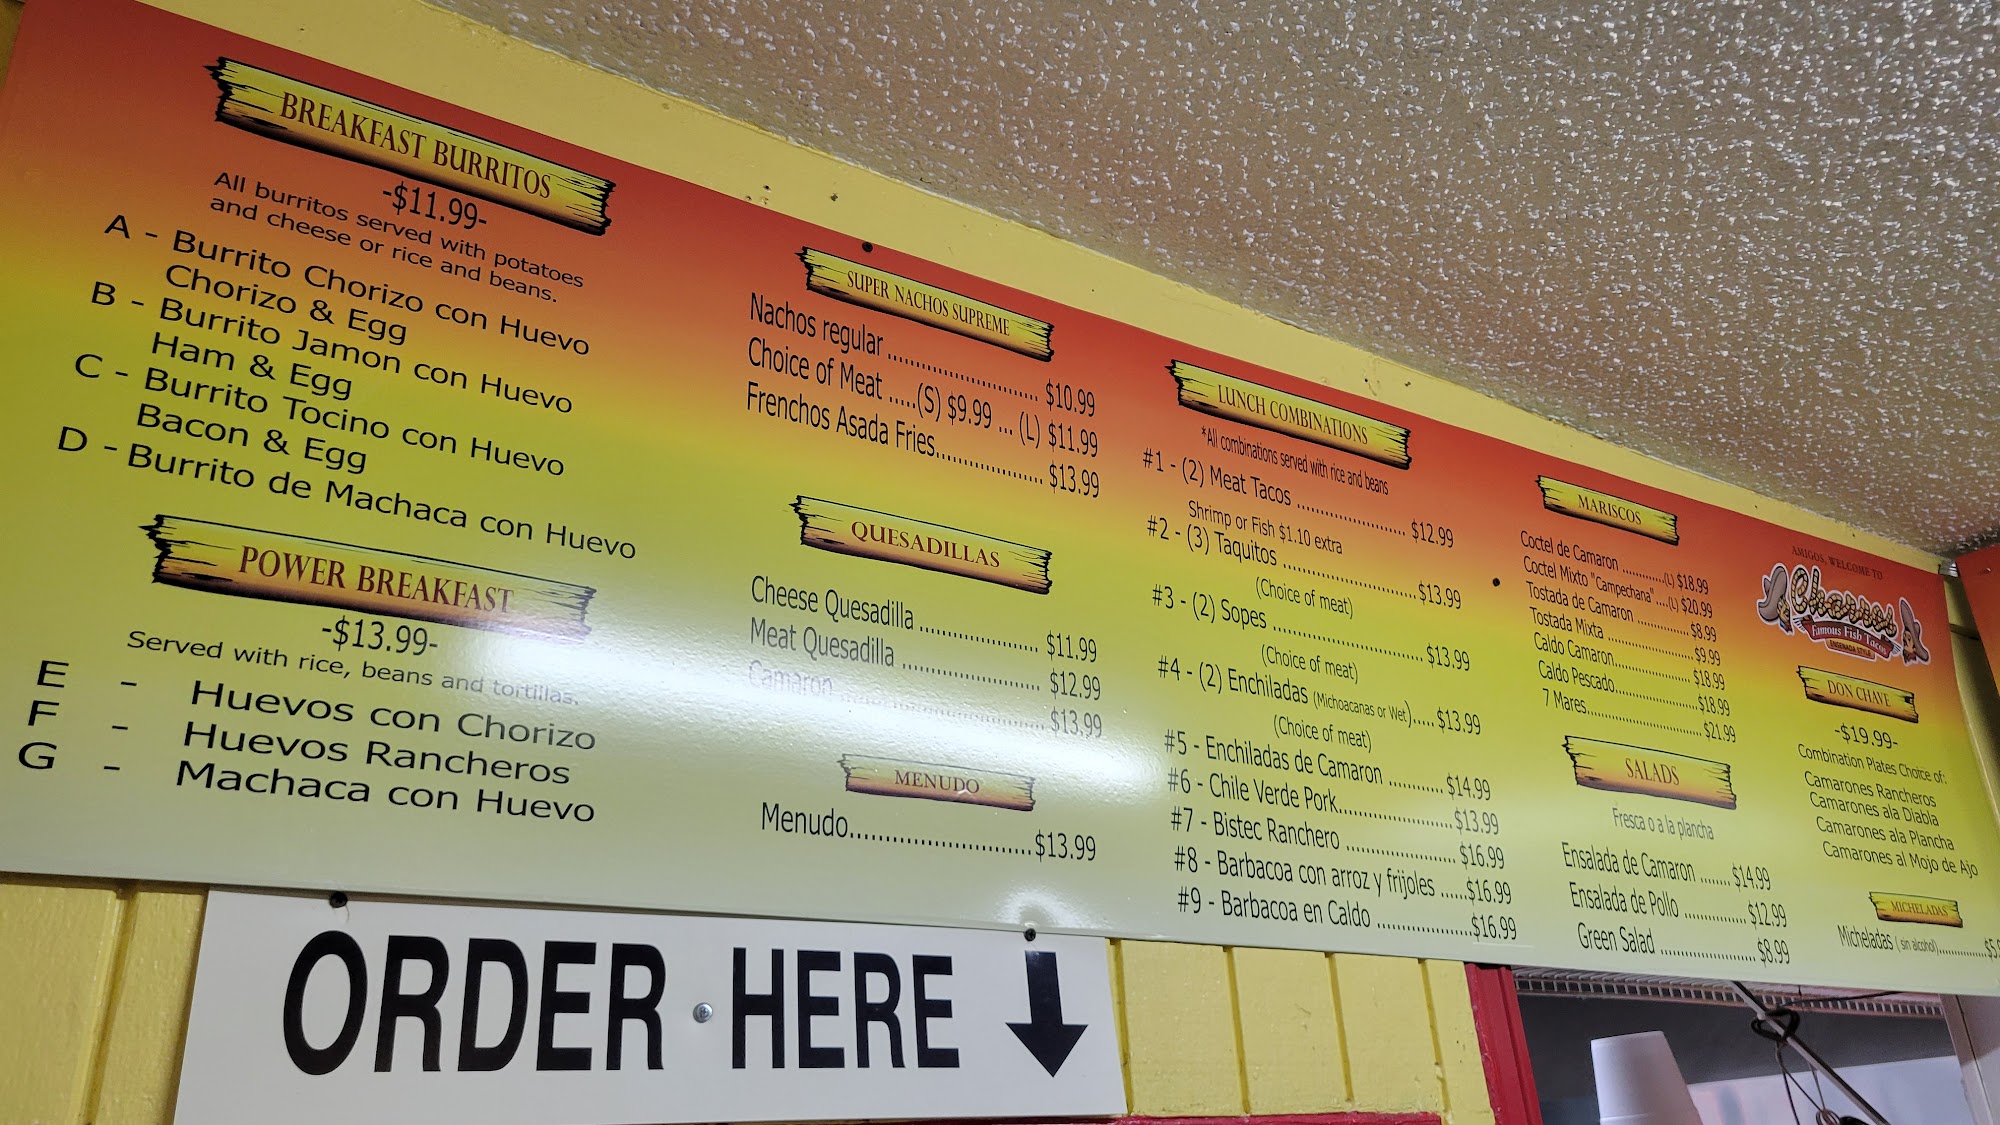 BREAKFAST BURRITOS
-$11.99-
All burritos served with potatoes
and cheese or rice and beans.
A - Burrito Chorizo con Huevo
Chorizo & Egg
B - Burrito Jamon con Huevo
Ham & Egg
C - Burrito Tocino con Huevo
Bacon & Egg
D - Burrito de Machaca con Huevo
POWER BREAKFAST
-$13.99-
Served with rice, beans and tortillas.
E - Huevos con Chorizo
F - Huevos Rancheros
G - Machaca con Huevo
SUPER NACHOS SUPREME
Nachos regular ........................... $10.99
Choice of Meat .....(S) $9.99 ... (L) $11.99
Frenchos Asada Fries.................... $13.99
QUESADILLAS
Cheese Quesadilla ..................... $11.99
Meat Quesadilla ........................ $12.99
Camaron ................................... $13.99
MENUDO
Menudo.........................$13.99
LUNCH COMBINATIONS
*All combinations served with rice and beans
#1 - (2) Meat Tacos ..................... $12.99
Shrimp or Fish $1.10 extra
#2 - (3) Taquitos .........................$13.99
(Choice of meat)
#3 - (2) Sopes ............................ $13.99
(Choice of meat)
#4 - (2) Enchiladas (Michoacanas or Wet)....$13.99
(Choice of meat)
#5 - Enchiladas de Camaron ........... $14.99
#6 - Chile Verde Pork......................$13.99
#7 - Bistec Ranchero ..................... $16.99
#8 - Barbacoa con arroz y frijoles .....$16.99
#9 - Barbacoa en Caldo ..................$16.99
MARISCOS
Coctel de Camaron .............(L) $18.99
Coctel Mixto "Campechana" ....(L) $20.99
Tostada de Camaron ............... $8.99
Tostada Mixta ........................$9.99
Caldo Camaron..................... $18.99
Caldo Pescado.......................$18.99
7 Mares................................ $21.99
SALADS
Fresca o a la plancha
Ensalada de Camaron ........ $14.99
Ensalada de Pollo ................ $12.99
Green Salad ........................ $8.99
AMIGOS, WELCOME TO
Charros
Famous Fish Tacos
ENSENADA STYLE
DON CHAVE
-$19.99-
Combination Plates Choice of:
Camarones Rancheros
Camarones ala Diabla
Camarones ala Plancha
Camarones al Mojo de Ajo
MICHELADAS
Micheladas ( sin alcohol)................
ORDER HERE